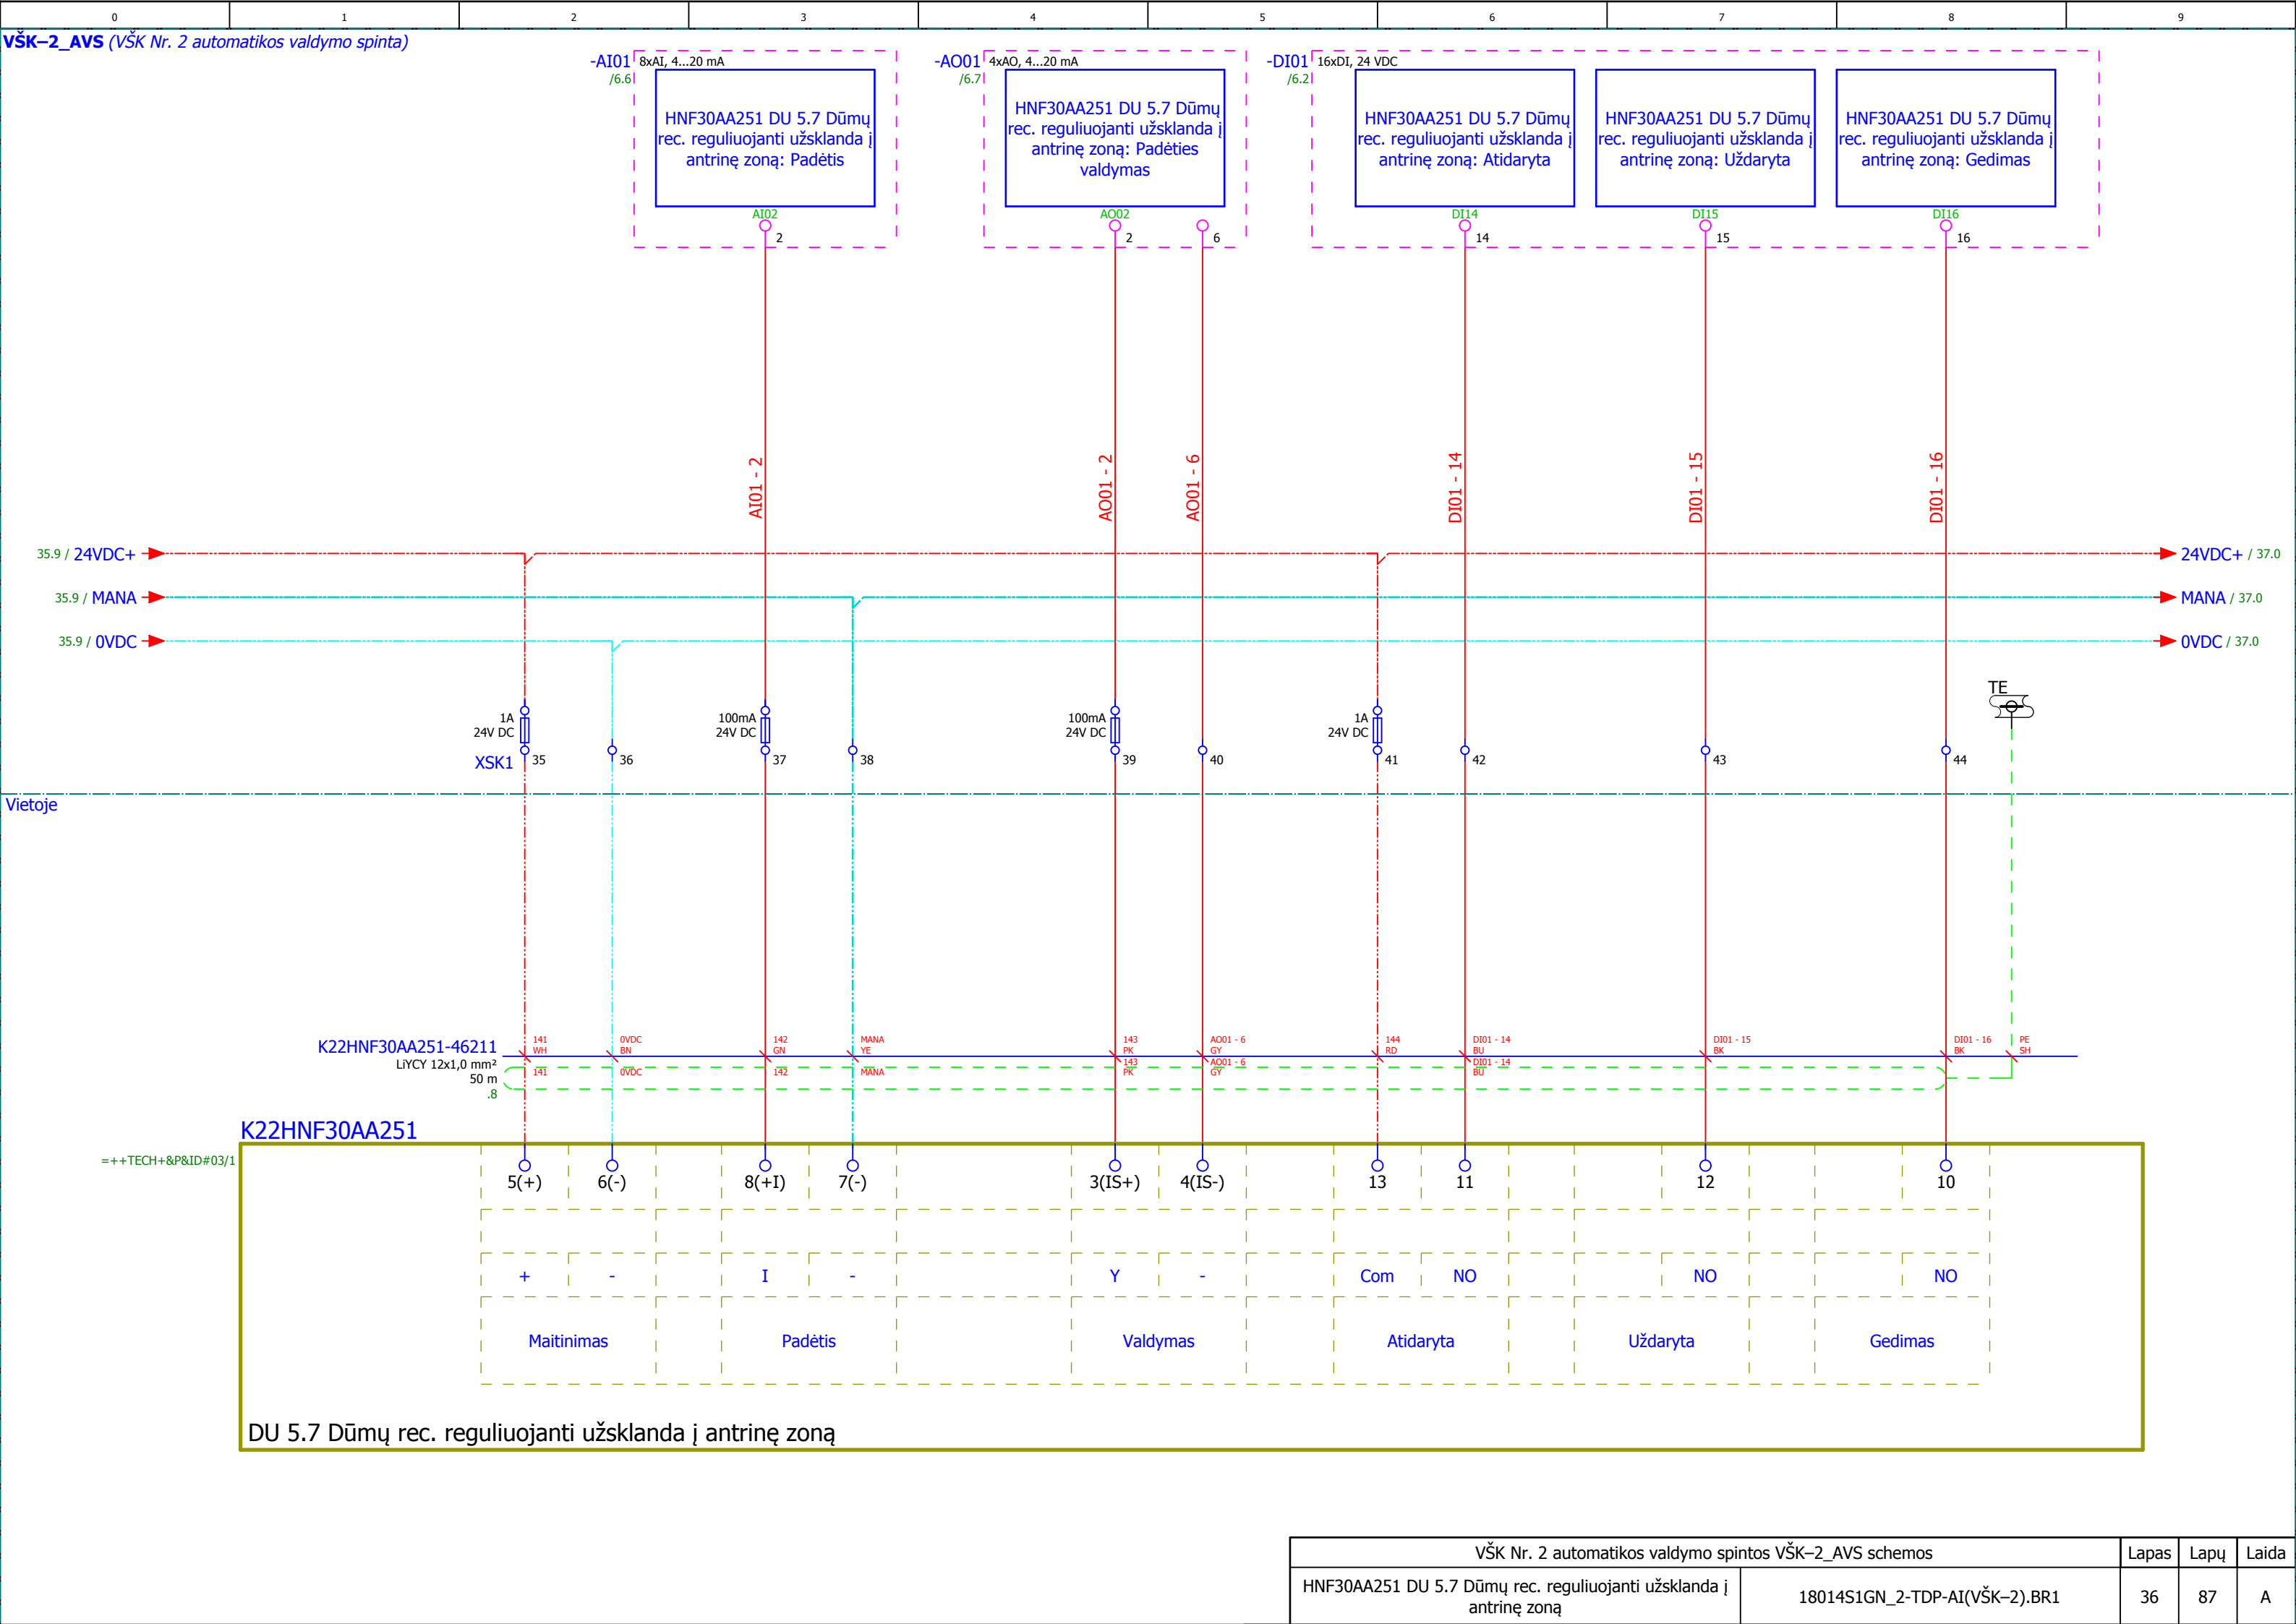 0 1 2 3 4 5 6 7 8 9
VŠK–2_AVS (VŠK Nr. 2 automatikos valdymo spinta)
-AI01 8xAI, 4...20 mA
/6.6
HNF30AA251 DU 5.7 Dūmų
rec. reguliuojanti užsklanda į
antrinę zoną: Padėtis
AI02
2
-AO01 4xAO, 4...20 mA
/6.7
HNF30AA251 DU 5.7 Dūmų
rec. reguliuojanti užsklanda į
antrinę zoną: Padėties
valdymas
AO02
2 6
-DI01 16xDI, 24 VDC
/6.2
HNF30AA251 DU 5.7 Dūmų
rec. reguliuojanti užsklanda į
antrinę zoną: Atidaryta
DI14
14
HNF30AA251 DU 5.7 Dūmų
rec. reguliuojanti užsklanda į
antrinę zoną: Uždaryta
DI15
15
HNF30AA251 DU 5.7 Dūmų
rec. reguliuojanti užsklanda į
antrinę zoną: Gedimas
DI16
16
AI01 - 2
AO01 - 2
AO01 - 6
DI01 - 14
DI01 - 15
DI01 - 16
35.9 / 24VDC+ 24VDC+ / 37.0
35.9 / MANA MANA / 37.0
35.9 / 0VDC 0VDC / 37.0
TE
1A 100mA 100mA 1A
24V DC 24V DC 24V DC 24V DC
XSK1 35 36 37 38 39 40 41 42 43 44
Vietoje
K22HNF30AA251-46211
LiYCY 12x1,0 mm²
50 m
.8
141 0VDC 142 MANA 143 AO01 - 6 144 DI01 - 14 DI01 - 15 DI01 - 16 PE
WH BN GN YE PK GY RD BU BK BK SH
141 0VDC 142 MANA 143 AO01 - 6 DI01 - 14
PK GY BU
K22HNF30AA251
=++TECH+&P&ID#03/1
5(+) 6(-) 8(+I) 7(-) 3(IS+) 4(IS-) 13 11 12 10
+ - I - Y - Com NO NO NO
Maitinimas Padėtis Valdymas Atidaryta Uždaryta Gedimas
DU 5.7 Dūmų rec. reguliuojanti užsklanda į antrinę zoną
VŠK Nr. 2 automatikos valdymo spintos VŠK–2_AVS schemos Lapas Lapų Laida
HNF30AA251 DU 5.7 Dūmų rec. reguliuojanti užsklanda į
antrinę zoną
18014S1GN_2-TDP-AI(VŠK–2).BR1 36 87 A